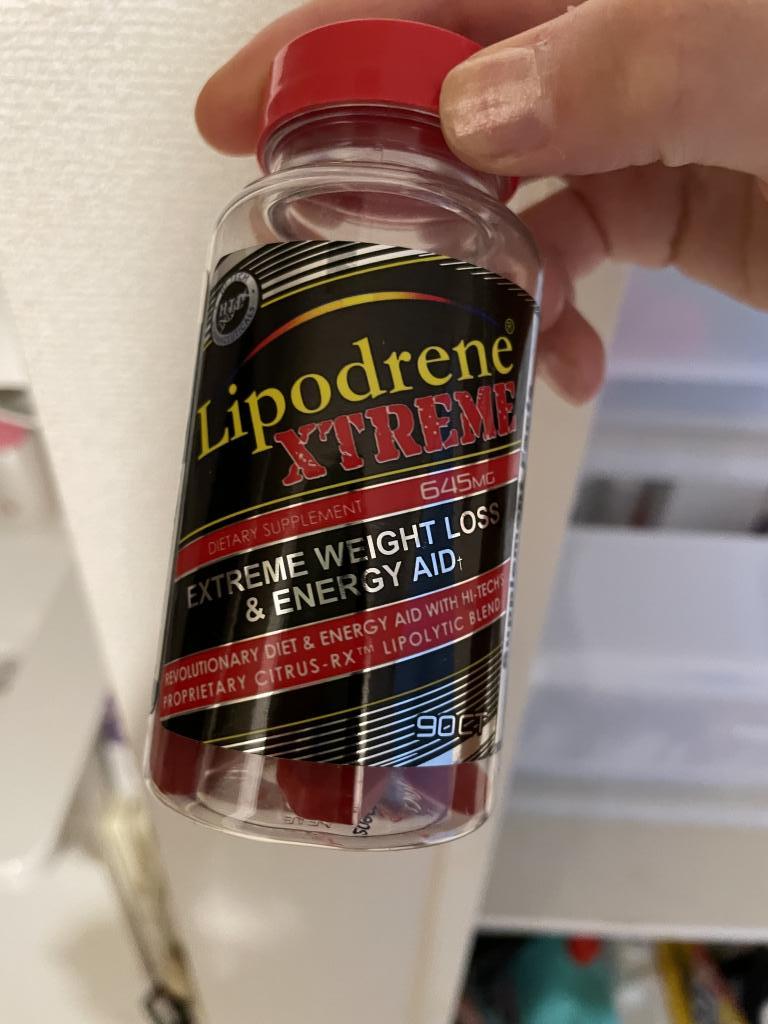 Lipodrene®
XTREME
645MG
DIETARY SUPPLEMENT
EXTREME WEIGHT LOSS
& ENERGY AID†
REVOLUTIONARY DIET & ENERGY AID WITH HI-TECH'S
PROPRIETARY CITRUS-RX™ LIPOLYTIC BLEND
90CT